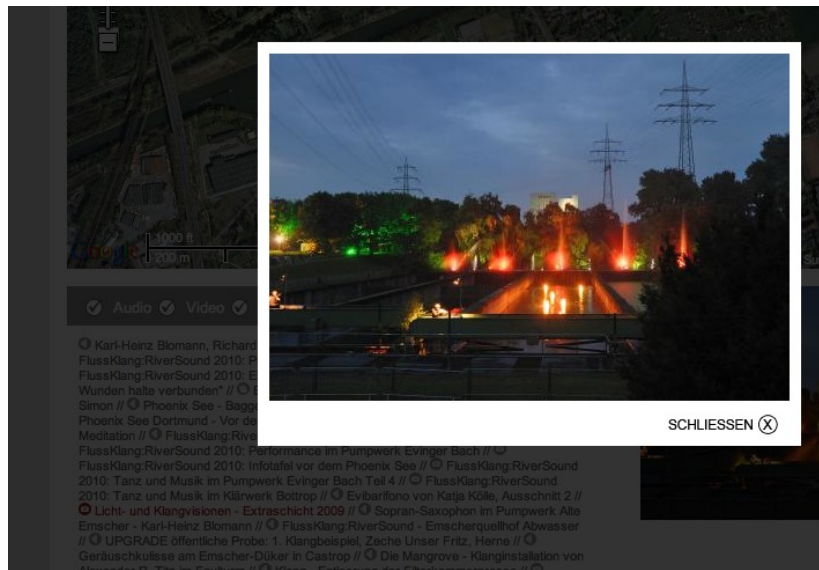 1000 ft
200 m
SCHLIESSEN X
Audio Video
Karl-Heinz Blomann, Richard
FlussKlang:RiverSound 2010: P
FlussKlang:RiverSound 2010: E
Wunden halte verbunden" // E
Simon // Phoenix See - Bagge
Phoenix See Dortmund - Vor de
Meditation // FlussKlang:Rive
FlussKlang:RiverSound 2010: Performance im Pumpwerk Evinger Bach //
FlussKlang:RiverSound 2010: Infotafel vor dem Phoenix See // FlussKlang:RiverSound
2010: Tanz und Musik im Pumpwerk Evinger Bach Teil 4 // FlussKlang:RiverSound
2010: Tanz und Musik im Klärwerk Bottrop // Evibarifono von Katja Kölle, Ausschnitt 2 //
Licht- und Klangvisionen - Extraschicht 2009 // Sopran-Saxophon im Pumpwerk Alte
Emscher - Karl-Heinz Blomann // FlussKlang:RiverSound - Emscherquellhof Abwasser
// UPGRADE öffentliche Probe: 1. Klangbeispiel, Zeche Unser Fritz, Herne //
Geräuschkulisse am Emscher-Düker in Castrop // Die Mangrove - Klanginstallation von